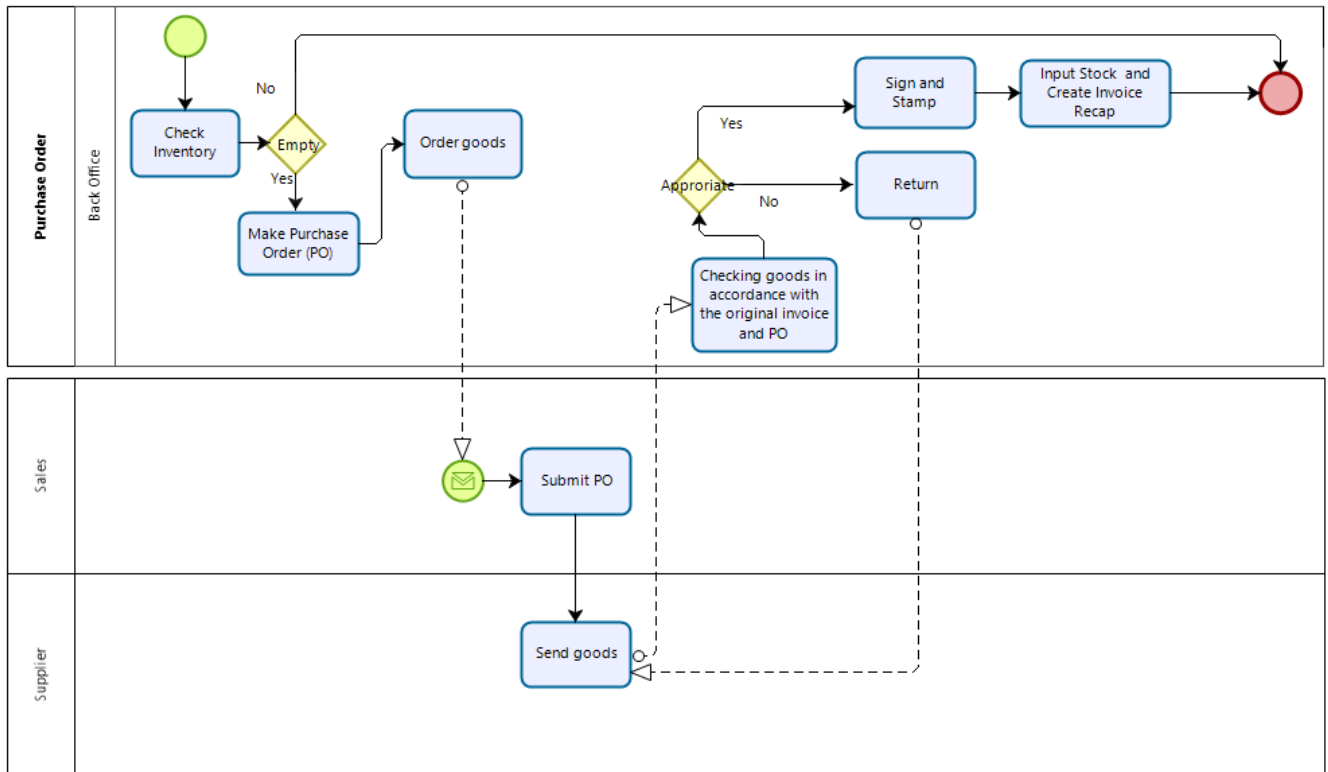 Purchase Order
Back Office
Check
Inventory
No
Empty
Yes
Make Purchase
Order (PO)
Order goods
Sign and
Stamp
Input Stock and
Create Invoice
Recap
Yes
Approriate
No
Return
Checking goods in
accordance with
the original invoice
and PO
Sales
Submit PO
Supplier
Send goods